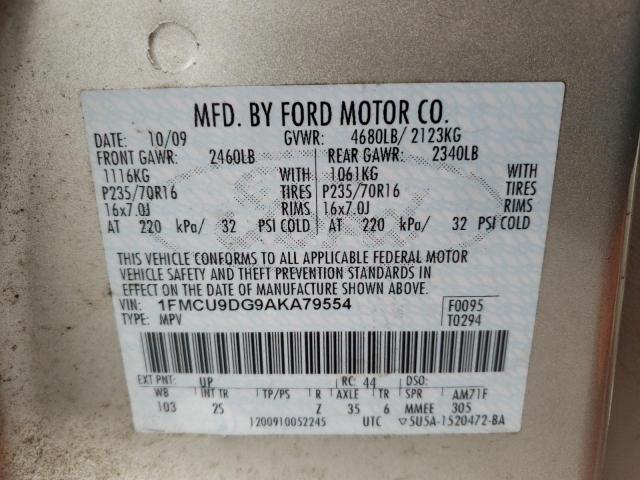 MFD. BY FORD MOTOR CO.
DATE: 10/09 GVWR: 4680LB/ 2123KG
FRONT GAWR: 2460LB REAR GAWR: 2340LB
1116KG WITH 1061KG WITH
P235/70R16 TIRES P235/70R16 TIRES
16x7.0J RIMS 16x7.0J RIMS
AT 220 kPa/ 32 PSI COLD AT 220 kPa/ 32 PSI COLD
THIS VEHICLE CONFORMS TO ALL APPLICABLE FEDERAL MOTOR
VEHICLE SAFETY AND THEFT PREVENTION STANDARDS IN
EFFECT ON THE DATE OF MANUFACTURE SHOWN ABOVE.
VIN: 1FMCU9DG9AKA79554 F0095
TYPE: MPV T0294
EXT PNT: UP RC: 44 DSO:
WB INT TR TP/PS R AXLE TR SPR AM71F
103 2S Z 35 6 MMEE 305
1200910052245 UTC 5U5A-1520472-BA